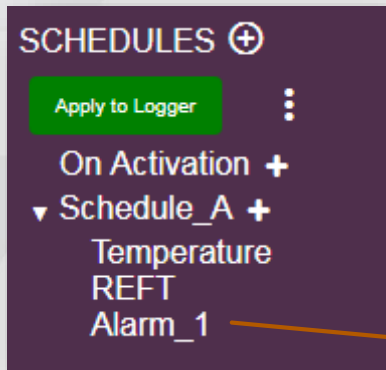 SCHEDULES
Apply to Logger
On Activation +
Schedule_A +
Temperature
REFT
Alarm_1